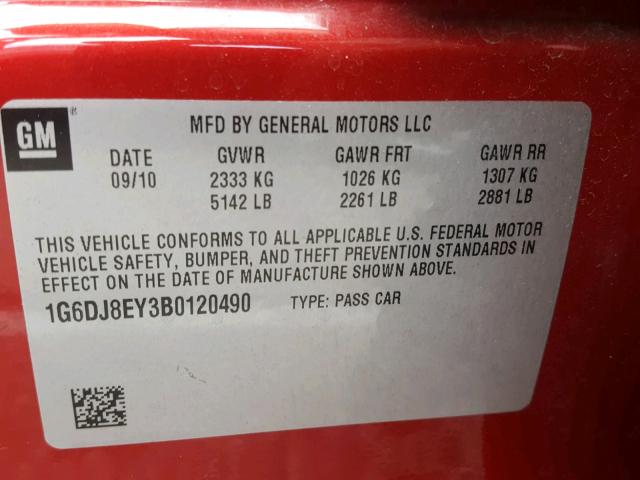 GM ®
MFD BY GENERAL MOTORS LLC
DATE GVWR GAWR FRT GAWR RR
09/10 2333 KG 1026 KG 1307 KG
5142 LB 2261 LB 2881 LB
THIS VEHICLE CONFORMS TO ALL APPLICABLE U.S. FEDERAL MOTOR
VEHICLE SAFETY, BUMPER, AND THEFT PREVENTION STANDARDS IN
EFFECT ON THE DATE OF MANUFACTURE SHOWN ABOVE.
1G6DJ8EY3B0120490 TYPE: PASS CAR